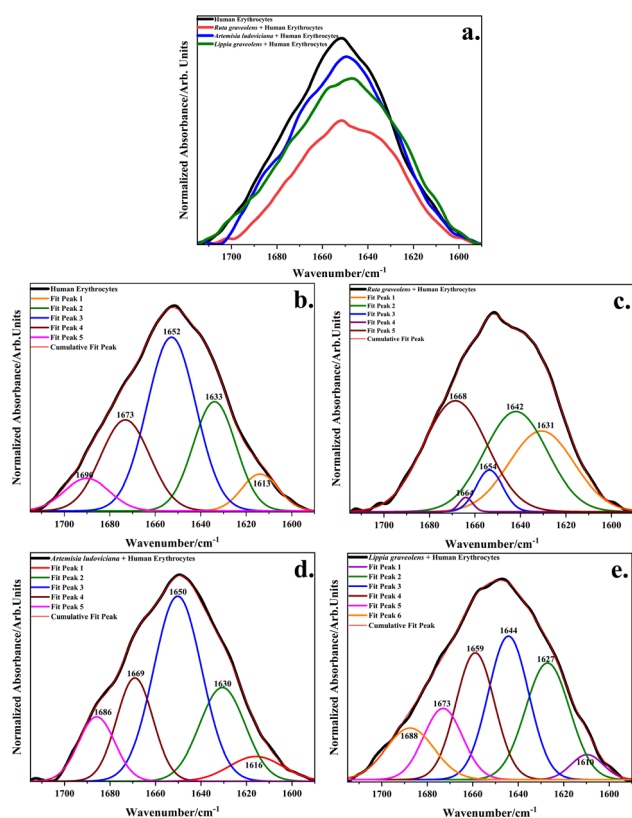 Human Erythrocytes
Ruta graveolens + Human Erythrocytes
Artemisia ludoviciana + Human Erythrocytes
Lippia graveolens + Human Erythrocytes
a.
Normalized Absorbance/Arb. Units
1700 1680 1660 1640 1620 1600
Wavenumber/cm-1
Human Erythrocytes
Fit Peak 1
Fit Peak 2
Fit Peak 3
Fit Peak 4
Fit Peak 5
Cumulative Fit Peak
b.
1652
1633
1673
1690
1613
Normalized Absorbance/Arb.Units
1700 1680 1660 1640 1620 1600
Wavenumber/cm-1
Ruta graveolens + Human Erythrocytes
Fit Peak 1
Fit Peak 2
Fit Peak 3
Fit Peak 4
Fit Peak 5
Cumulative Fit Peak
c.
1668
1642
1631
1654
1664
Normalized Absorbance/Arb.Units
1700 1680 1660 1640 1620 1600
Wavenumber/cm-1
Artemisia ludoviciana + Human Erythrocytes
Fit Peak 1
Fit Peak 2
Fit Peak 3
Fit Peak 4
Fit Peak 5
Cumulative Fit Peak
d.
1650
1669
1630
1686
1616
Normalized Absorbance/Arb.Units
1700 1680 1660 1640 1620 1600
Wavenumber/cm-1
Lippia graveolens + Human Erythrocytes
Fit Peak 1
Fit Peak 2
Fit Peak 3
Fit Peak 4
Fit Peak 5
Fit Peak 6
Cumulative Fit Peak
e.
1644
1659
1627
1673
1688
1610
Normalized Absorbance/Arb.Units
1700 1680 1660 1640 1620 1600
Wavenumber/cm-1